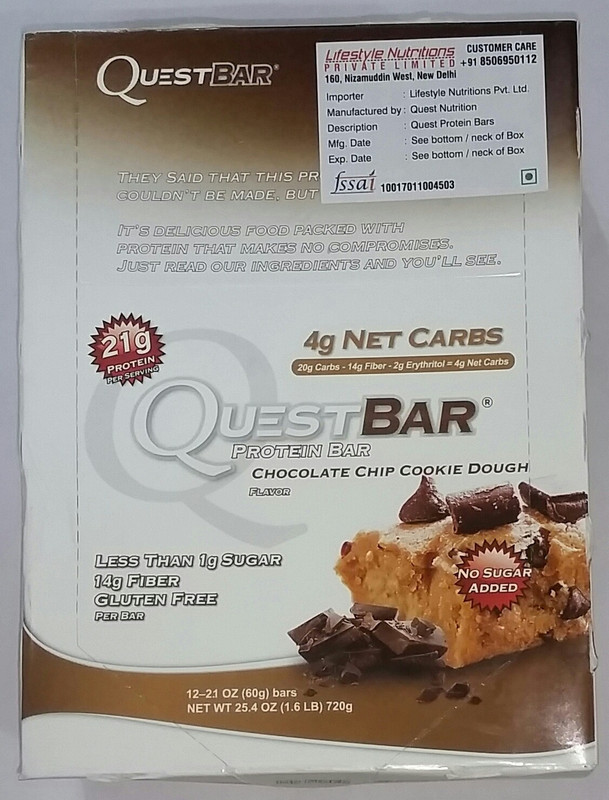 QUESTBAR®
Lifestyle Nutritions
PRIVATE LIMITED
CUSTOMER CARE
+91 8506950112
160, Nizamuddin West, New Delhi
Importer : Lifestyle Nutritions Pvt. Ltd.
Manufactured by : Quest Nutrition
Description : Quest Protein Bars
Mfg. Date : See bottom / neck of Box
Exp. Date : See bottom / neck of Box
fssai 10017011004503
THEY SAID THAT THIS PR
COULDN'T BE MADE, BUT
IT'S DELICIOUS FOOD PACKED WITH
PROTEIN THAT MAKES NO COMPROMISES.
JUST READ OUR INGREDIENTS AND YOU'LL SEE.
21g
PROTEIN
PER SERVING
4g NET CARBS
20g Carbs - 14g Fiber - 2g Erythritol = 4g Net Carbs
QUESTBAR®
PROTEIN BAR
CHOCOLATE CHIP COOKIE DOUGH
FLAVOR
LESS THAN 1g SUGAR
14g FIBER
GLUTEN FREE
PER BAR
NO SUGAR
ADDED
12–2.1 OZ (60g) bars
NET WT 25.4 OZ (1.6 LB) 720g